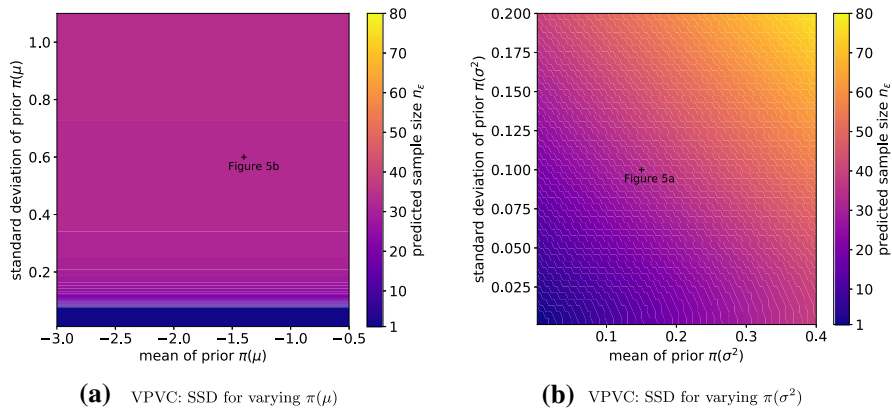 1.0
0.8
0.6
0.4
0.2
standard deviation of prior π(μ)
Figure 5b
−3.0 −2.5 −2.0 −1.5 −1.0 −0.5
mean of prior π(μ)
80
70
60
50
40
30
20
10
1
predicted sample size nε
(a) VPVC: SSD for varying π(μ)
0.200
0.175
0.150
0.125
0.100
0.075
0.050
0.025
standard deviation of prior π(σ²)
Figure 5a
0.1 0.2 0.3 0.4
mean of prior π(σ²)
80
70
60
50
40
30
20
10
1
predicted sample size nε
(b) VPVC: SSD for varying π(σ²)